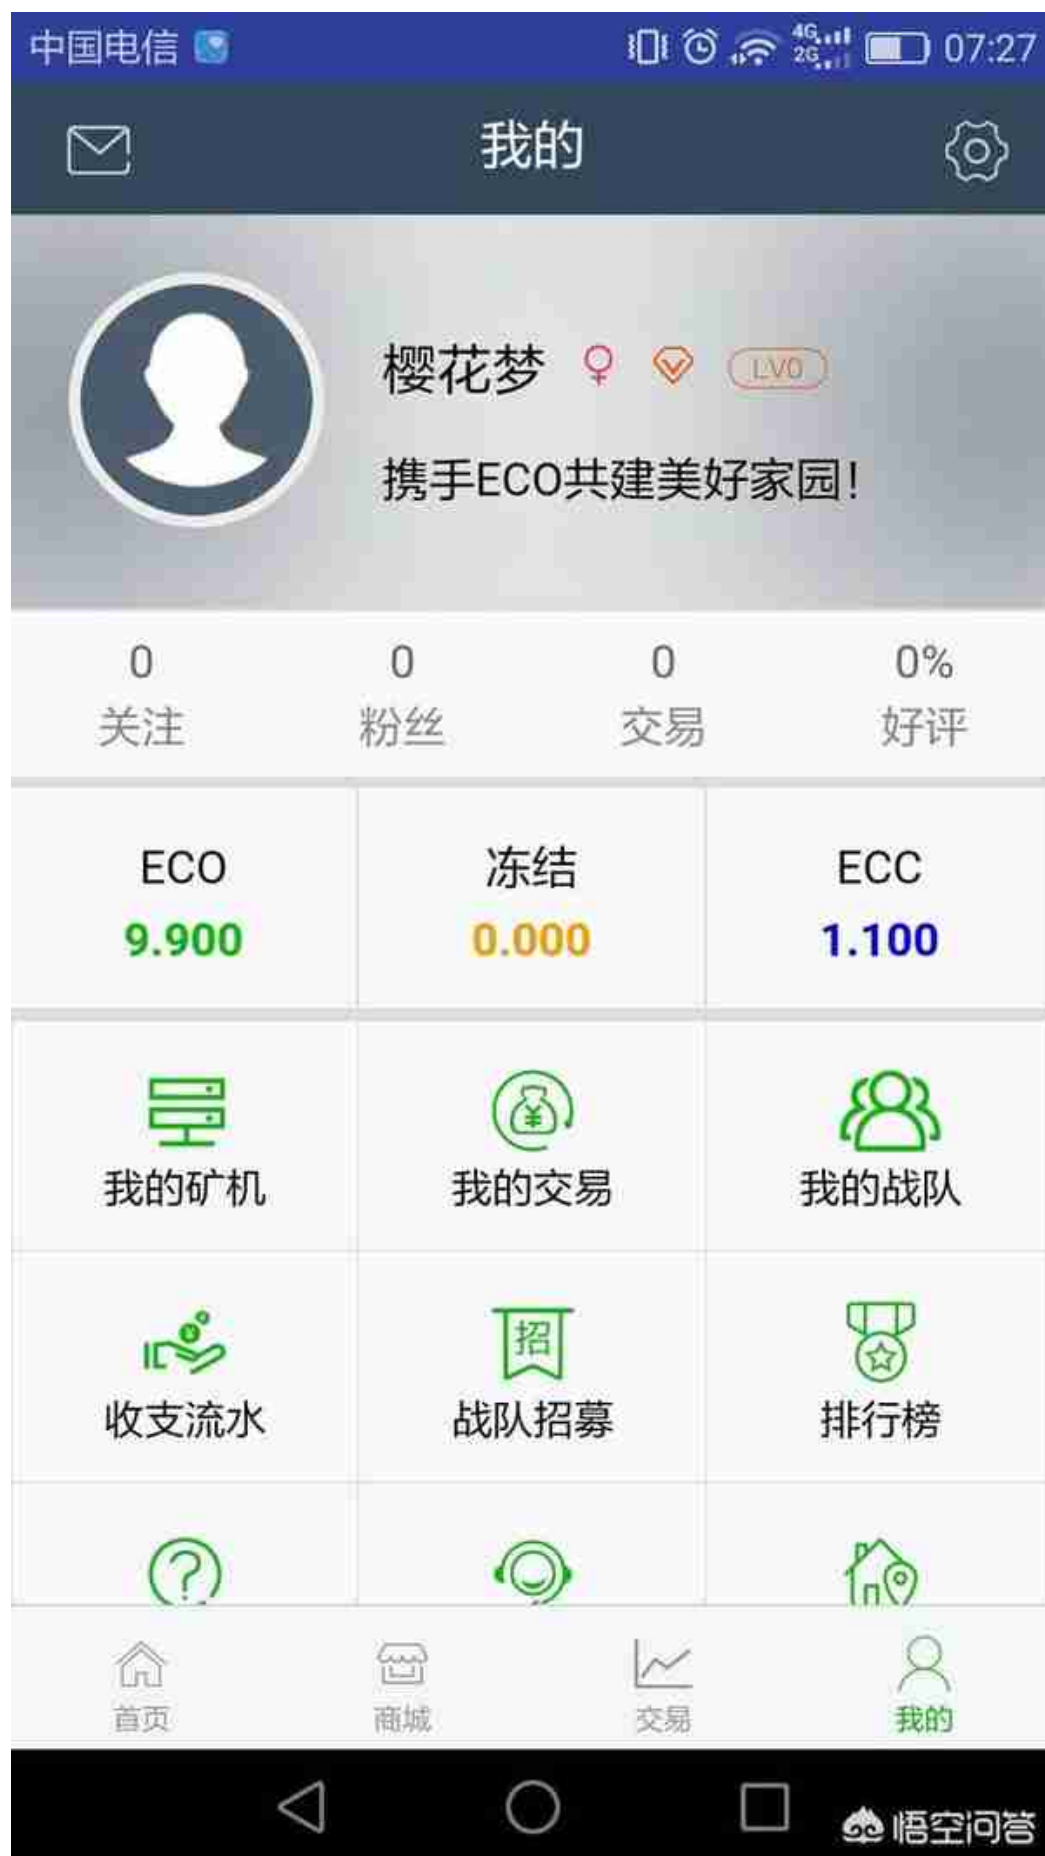 中国电信 4G 2G 07:27
我的
樱花梦 LV0
携手ECO共建美好家园!
0 0 0 0%
关注 粉丝 交易 好评
ECO 冻结 ECC
9.900 0.000 1.100
我的矿机 我的交易 我的战队
招
收支流水 战队招募 排行榜
首页 商城 交易 我的
悟空问答